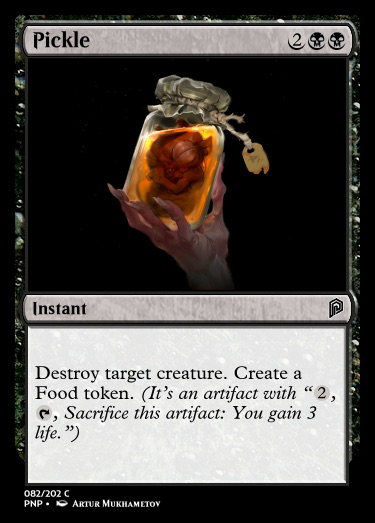 Pickle 2
Instant
Destroy target creature. Create a
Food token. (It's an artifact with “2,
, Sacrifice this artifact: You gain 3
life.”)
082/202 C
PNP • Artur Mukhametov